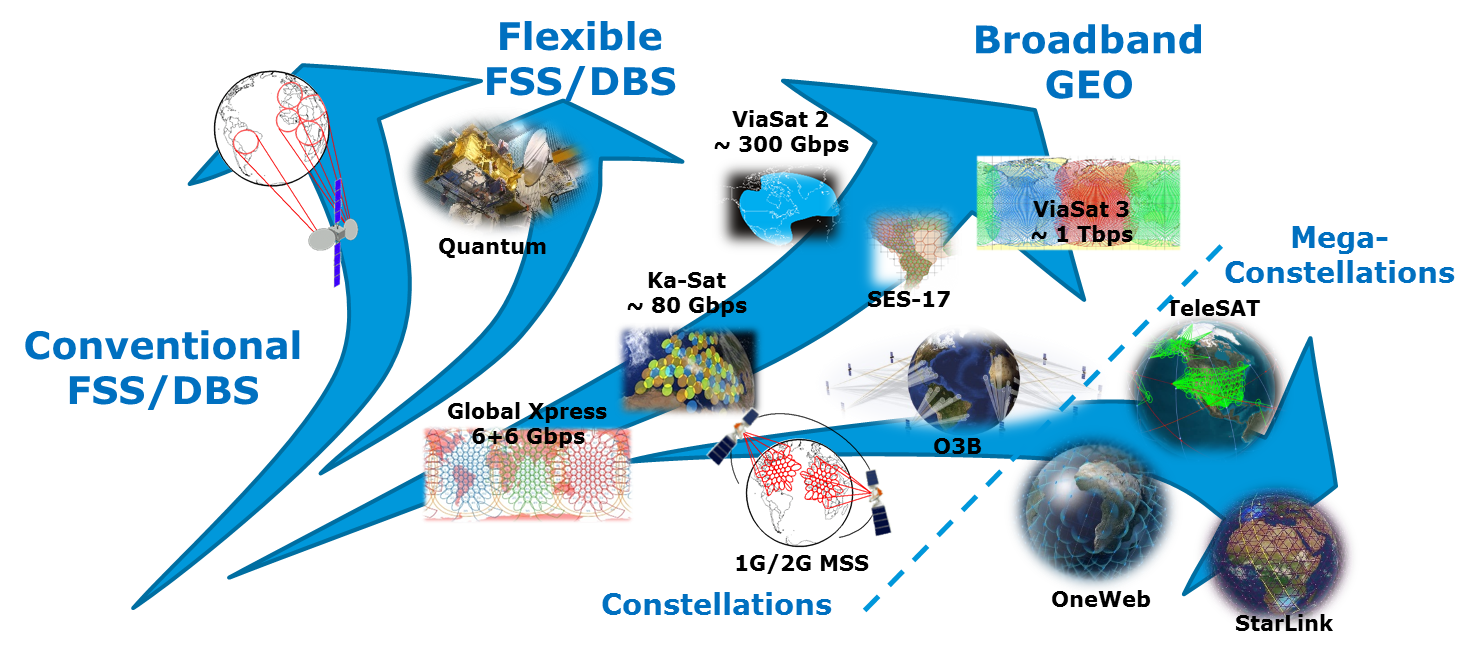 Flexible
FSS/DBS
Broadband
GEO
ViaSat 2
~ 300 Gbps
Quantum
ViaSat 3
~ 1 Tbps
Mega-
Constellations
Ka-Sat
~ 80 Gbps
SES-17
TeleSAT
Conventional
FSS/DBS
Global Xpress
6+6 Gbps
O3B
1G/2G MSS
Constellations
OneWeb
StarLink